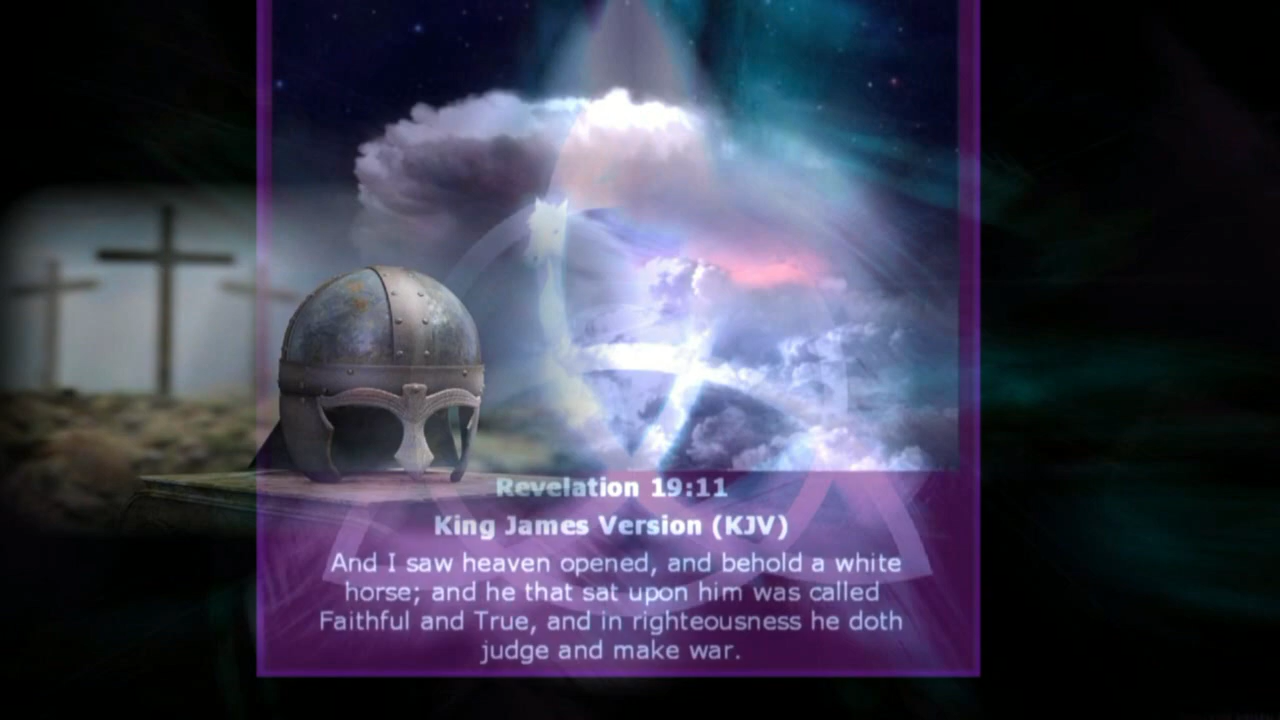 Revelation 19:11
King James Version (KJV)
And I saw heaven opened, and behold a white
horse; and he that sat upon him was called
Faithful and True, and in righteousness he doth
judge and make war.